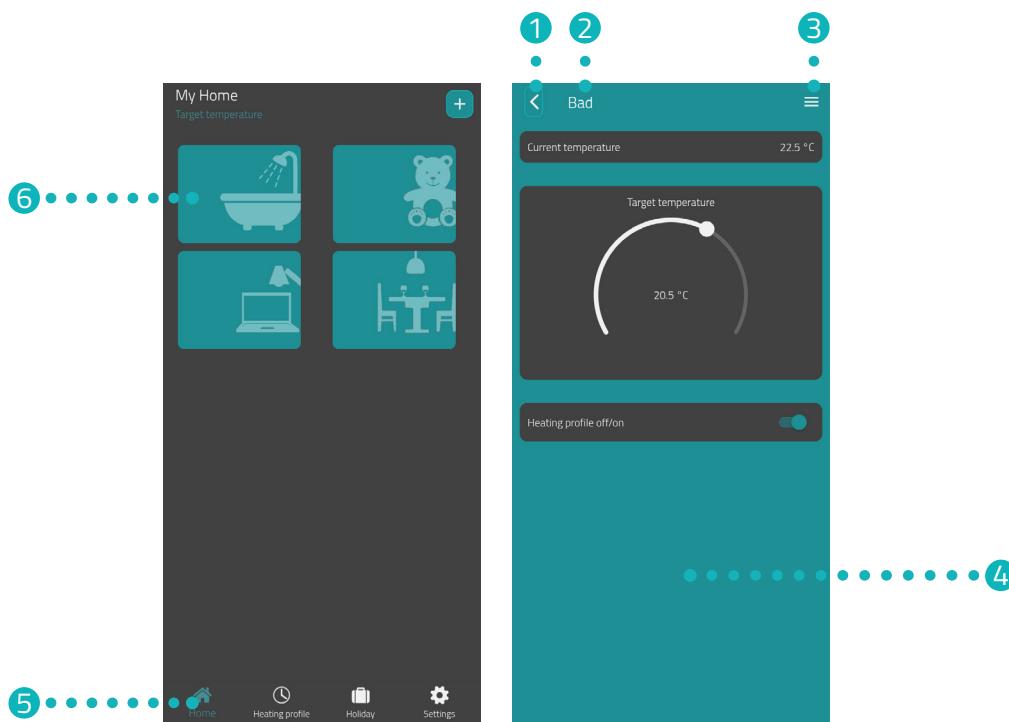 1 2 3
My Home
Target temperature
+
Bad
Current temperature 22.5 °C
6
Target temperature
20.5 °C
Heating profile off/on
4
5
Home Heating profile Holiday Settings